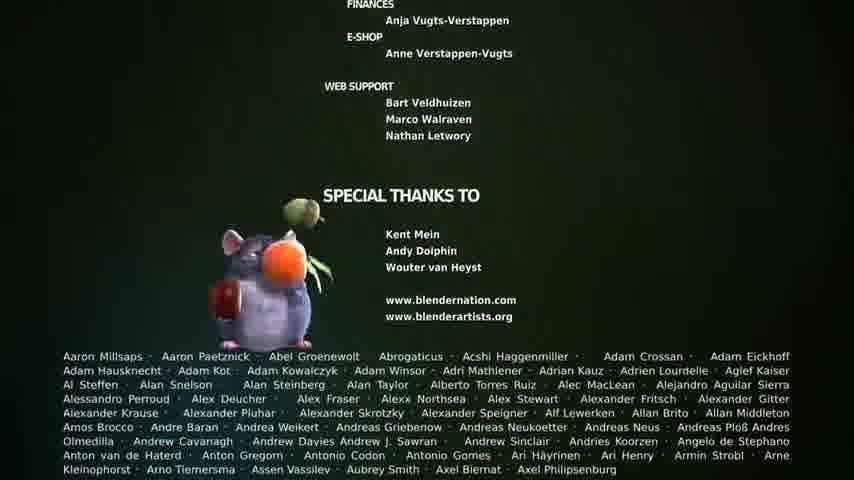 FINANCES
Anja Vugts-Verstappen
E-SHOP
Anne Verstappen-Vugts
WEB SUPPORT
Bart Veldhuizen
Marco Walraven
Nathan Letwory
SPECIAL THANKS TO
Kent Mein
Andy Dolphin
Wouter van Heyst
www.blendernation.com
www.blenderartists.org
Aaron Millsaps · Aaron Paetznick · Abel Groenewolt Abrogaticus · Acshi Haggenmiller · Adam Crossan · Adam Eickhoff
Adam Hausknecht · Adam Kot · Adam Kowalczyk · Adam Winsor · Adri Mathlener · Adrian Kauz · Adrien Lourdelle · Aglef Kaiser
Al Steffen · Alan Snelson · Alan Steinberg · Alan Taylor · Alberto Torres Ruiz · Alec MacLean · Alejandro Aguilar Sierra
Alessandro Perroud · Alex Deucher · Alex Fraser · Alexx Northsea · Alex Stewart · Alexander Fritsch · Alexander Gitter
Alexander Krause · Alexander Pluhar · Alexander Skrotzky · Alexander Speigner · Alf Lewerken · Allan Brito · Allan Middleton
Amos Brocco · Andre Baran · Andrea Weikert · Andreas Griebenow · Andreas Neukoetter · Andreas Neus · Andreas Plöß Andres
Olmedilla · Andrew Cavanagh · Andrew Davies Andrew J. Sawran · Andrew Sinclair · Andries Koorzen · Angelo de Stephano
Anton van de Haterd · Anton Gregorn · Antonio Codon · Antonio Gomes · Ari Häyrinen · Ari Henry · Armin Strobl · Arne
Kleinophorst · Arno Tiemersma · Assen Vassilev · Aubrey Smith · Axel Biernat · Axel Philipsenburg